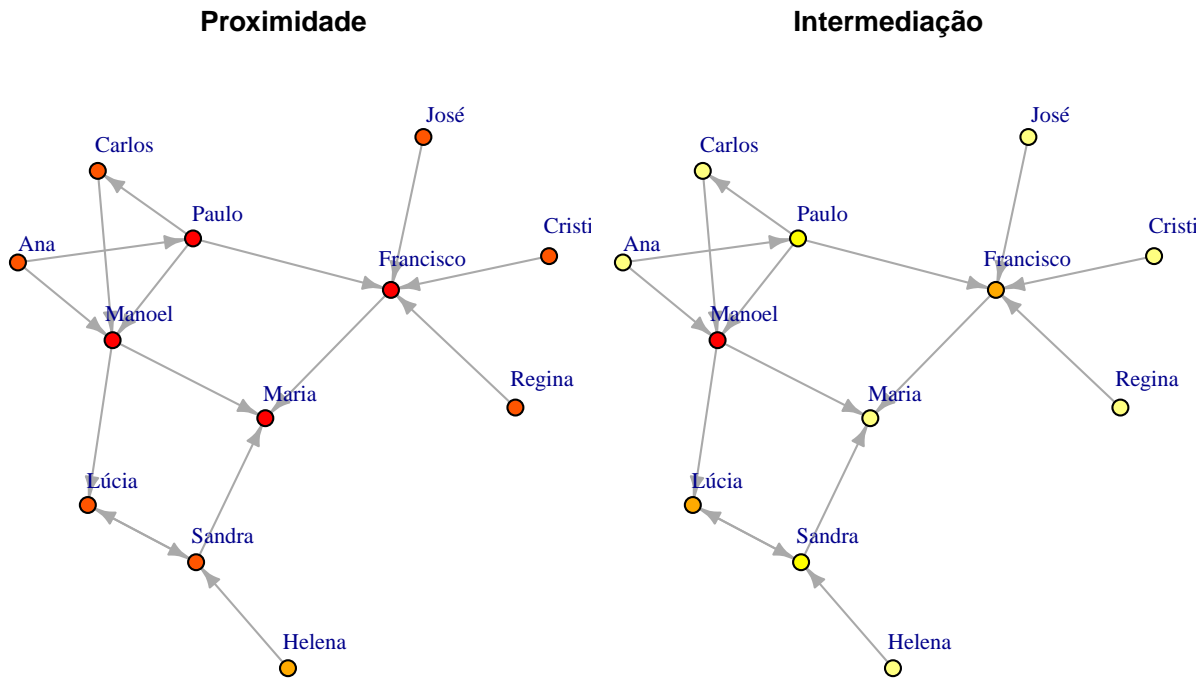 Proximidade
José
Carlos
Paulo
Ana
Cristi
Francisco
Manoel
Regina
Maria
Lúcia
Sandra
Helena
Intermediação
José
Carlos
Paulo
Ana
Cristi
Francisco
Manoel
Regina
Maria
Lúcia
Sandra
Helena